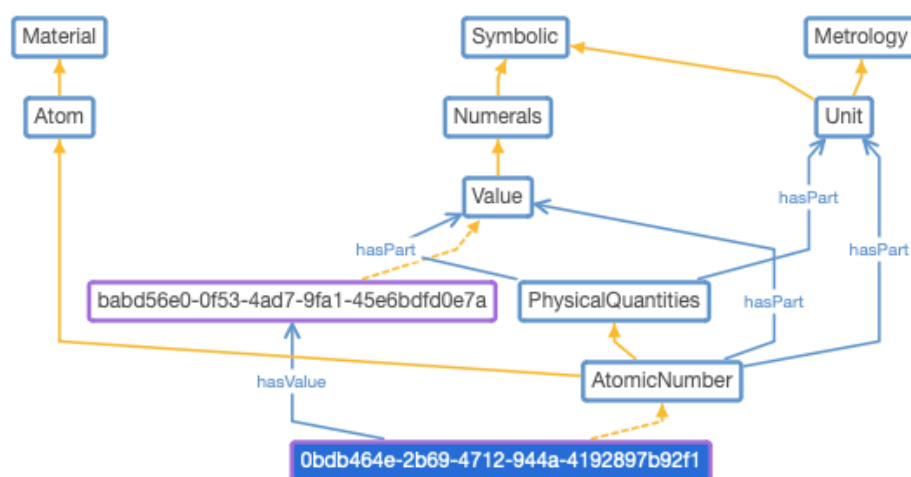 Material
Symbolic
Metrology
Atom
Numerals
Unit
Value
hasPart
hasPart
hasPart
babd56e0-0f53-4ad7-9fa1-45e6bdfd0e7a
PhysicalQuantities
hasPart
hasValue
AtomicNumber
0bdb464e-2b69-4712-944a-4192897b92f1